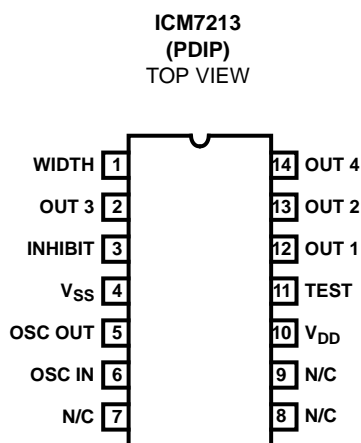 ICM7213
(PDIP)
TOP VIEW
WIDTH 1 14 OUT 4
OUT 3 2 13 OUT 2
INHIBIT 3 12 OUT 1
VSS 4 11 TEST
OSC OUT 5 10 VDD
OSC IN 6 9 N/C
N/C 7 8 N/C